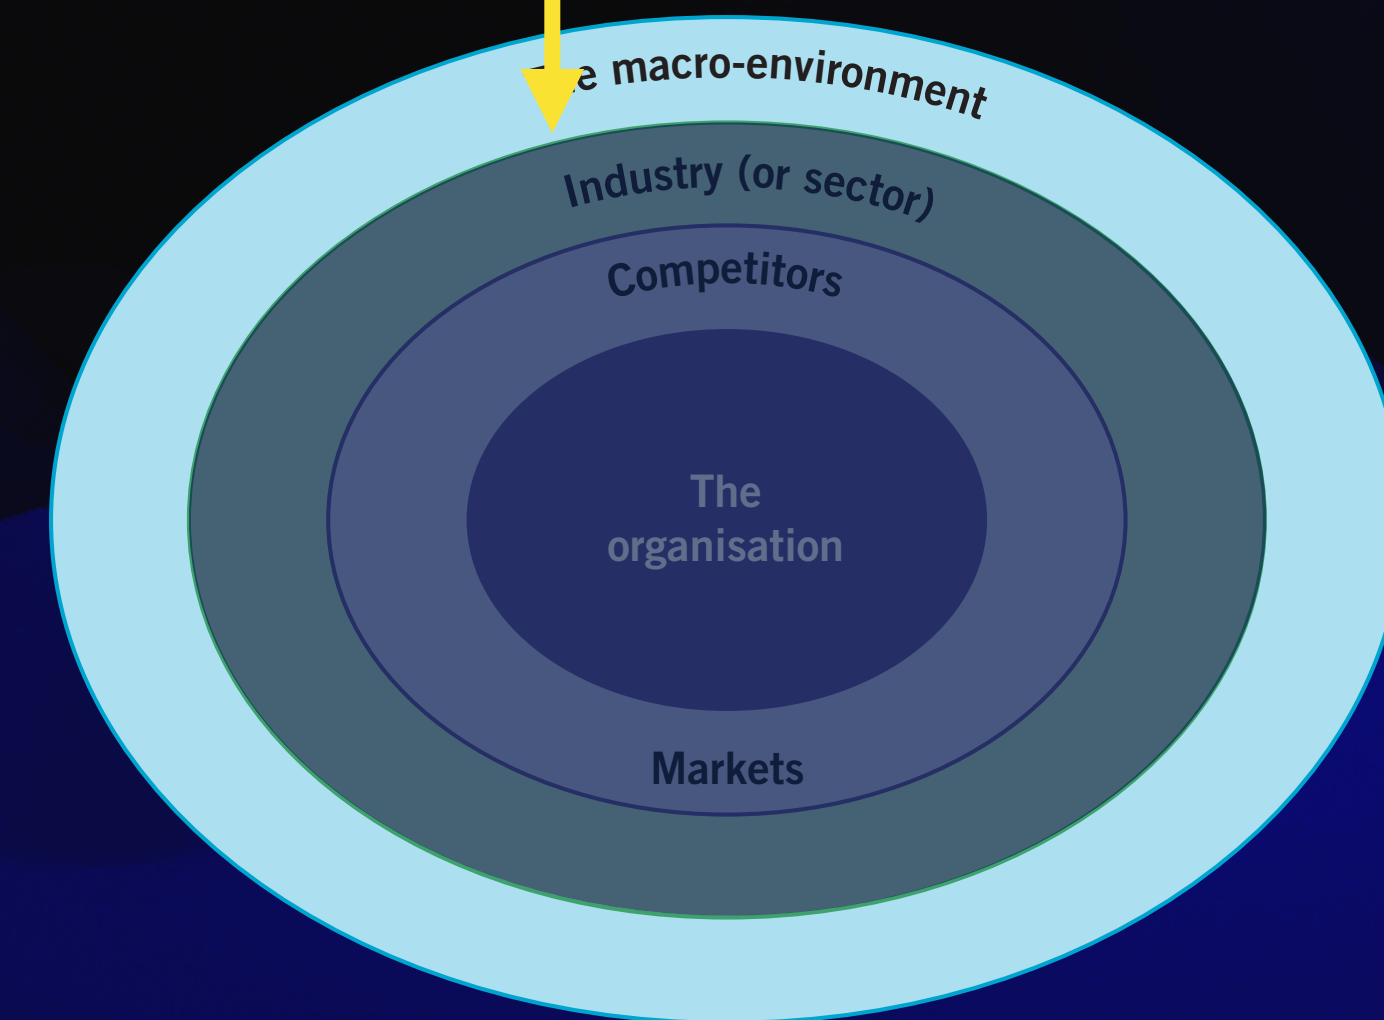 e macro-environment
Industry (or sector)
Competitors
The
organisation
Markets